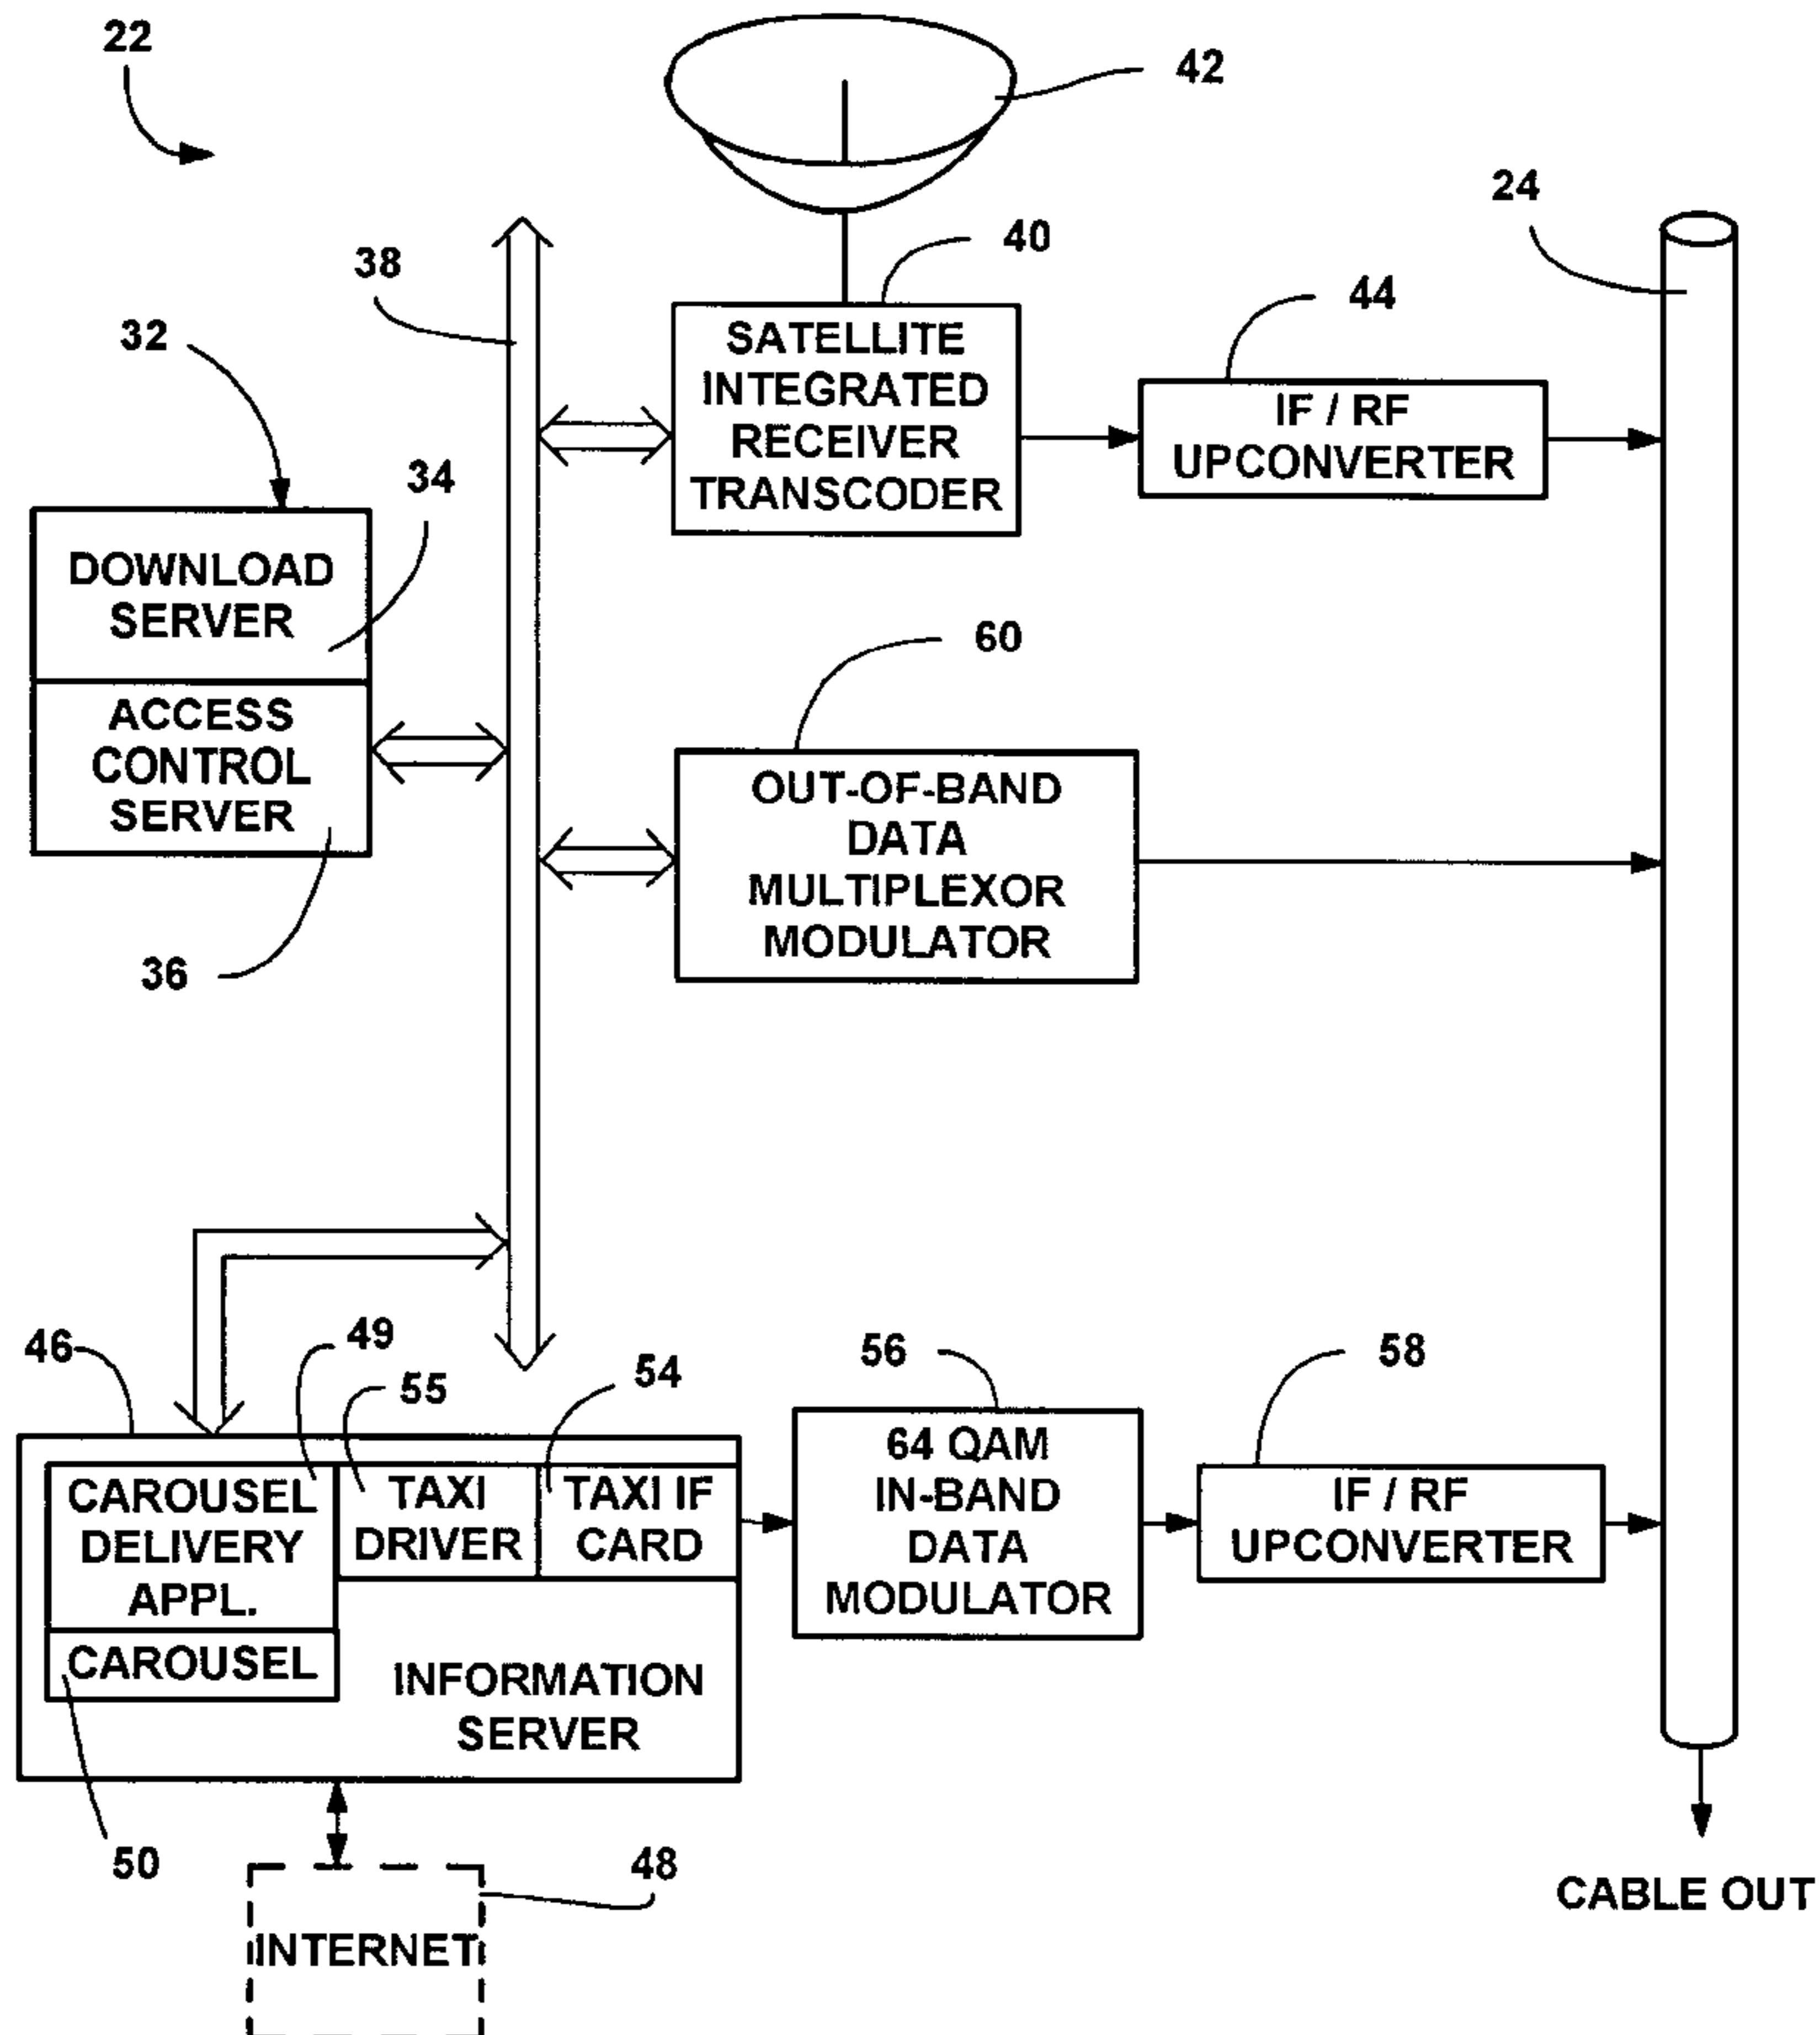 22
42
24
40
38
44
32
SATELLITE
INTEGRATED
RECEIVER
TRANSCODER
IF / RF
UPCONVERTER
34
DOWNLOAD
SERVER
60
ACCESS
CONTROL
SERVER
OUT-OF-BAND
DATA
MULTIPLEXOR
MODULATOR
36
46
49
55
54
56
58
CAROUSEL
DELIVERY
APPL.
TAXI
DRIVER
TAXI IF
CARD
64 QAM
IN-BAND
DATA
MODULATOR
IF / RF
UPCONVERTER
CAROUSEL
INFORMATION
SERVER
50
48
INTERNET
CABLE OUT